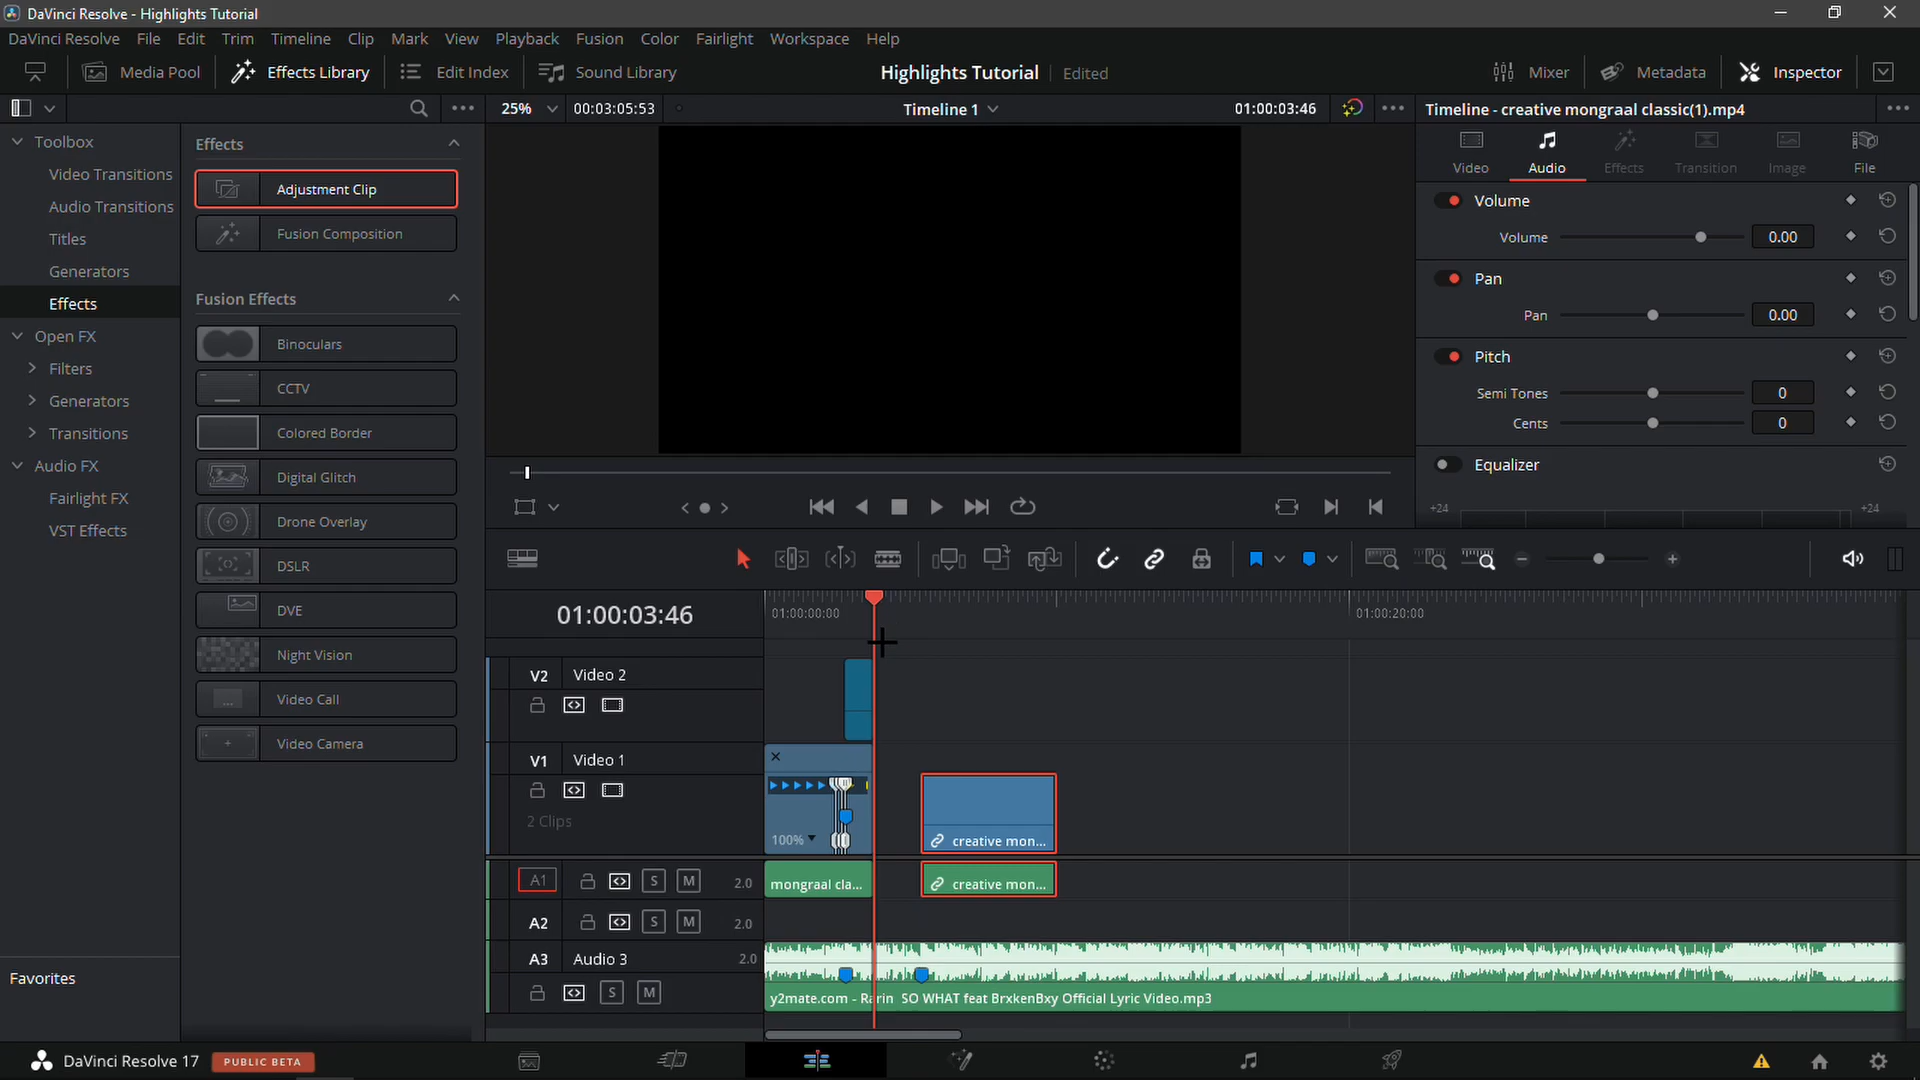 DaVinci Resolve - Highlights Tutorial
DaVinci Resolve File Edit Trim Timeline Clip Mark View Playback Fusion Color Fairlight Workspace Help
Media Pool Effects Library Edit Index Sound Library Highlights Tutorial Edited Mixer Metadata Inspector
25% 00:03:05:53 Timeline 1 01:00:03:46 Timeline - creative mongraal classic(1).mp4
Toolbox
Video Transitions
Audio Transitions
Titles
Generators
Effects
Open FX
Filters
Generators
Transitions
Audio FX
Fairlight FX
VST Effects
Favorites
Effects
Adjustment Clip
Fusion Composition
Fusion Effects
Binoculars
CCTV
Colored Border
Digital Glitch
Drone Overlay
DSLR
DVE
Night Vision
Video Call
Video Camera
Video Audio Effects Transition Image File
Volume
Volume 0.00
Pan
Pan 0.00
Pitch
Semi Tones 0
Cents 0
Equalizer
+24 +24
01:00:03:46 01:00:00:00 01:00:20:00
V2 Video 2
V1 Video 1
2 Clips
100%
creative mon...
A1 S M 2.0 mongraal cla... creative mon...
A2 S M 2.0
A3 Audio 3 2.0
S M
y2mate.com - Rarin SO WHAT feat BrxkenBxy Official Lyric Video.mp3
DaVinci Resolve 17 PUBLIC BETA